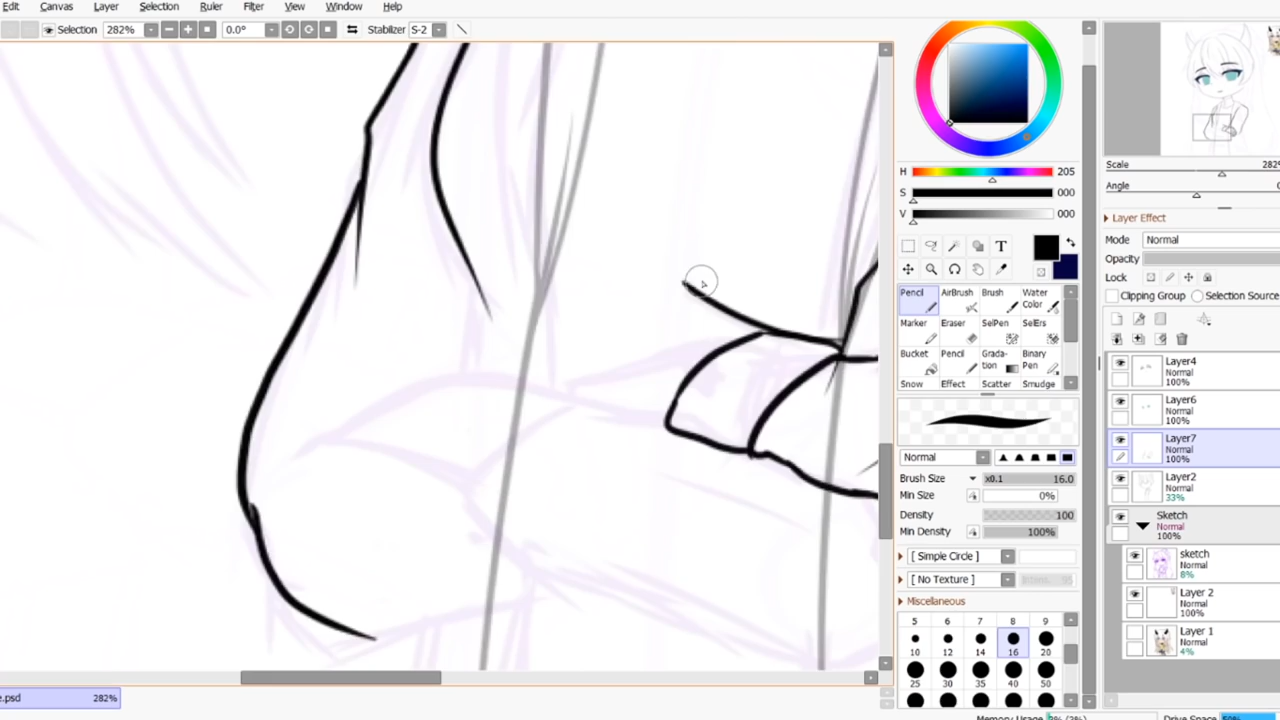 Edit Canvas Layer Selection Ruler Filter View Window Help
Selection 282% 0.0° Stabilizer S-2
Scale 282%
Angle 0
Layer Effect
Mode Normal
Opacity
Lock
Clipping Group Selection Source
H 205
S 000
V 000
T
Pencil AirBrush Brush Water Color
Marker Eraser SelPen SelErs
Bucket Pencil Grada-tion Binary Pen
Snow Effect Scatter Smudge
Normal
Brush Size x0.1 16.0
Min Size 0%
Density 100
Min Density 100%
[ Simple Circle ]
[ No Texture ] 95
Miscellaneous
5 6 7 8 9
10 12 14 16 20
25 30 35 40 50
Layer4
Normal
100%
Layer6
Normal
100%
Layer7
Normal
100%
Layer2
Normal
33%
Sketch
Normal
100%
sketch
Normal
8%
Layer 2
Normal
100%
Layer 1
Normal
4%
e.psd 282%
Memory Usage Drive Space 50%